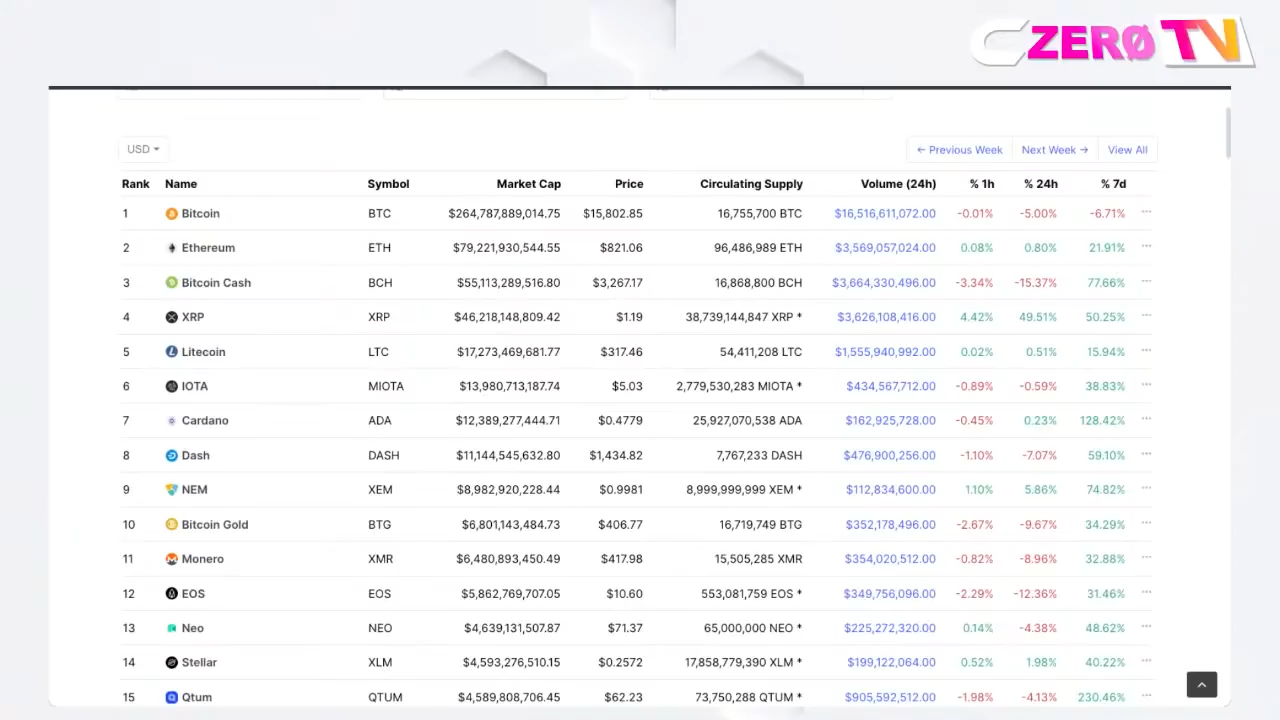 CZERØ TV
USD
← Previous Week Next Week → View All
Rank Name Symbol Market Cap Price Circulating Supply Volume (24h) % 1h % 24h % 7d
1 Bitcoin BTC $264,787,889,014.75 $15,802.85 16,755,700 BTC $16,516,611,072.00 -0.01% -5.00% -6.71%
2 Ethereum ETH $79,221,930,544.55 $821.06 96,486,989 ETH $3,569,057,024.00 0.08% 0.80% 21.91%
3 Bitcoin Cash BCH $55,113,289,516.80 $3,267.17 16,868,800 BCH $3,664,330,496.00 -3.34% -15.37% 77.66%
4 XRP XRP $46,218,148,809.42 $1.19 38,739,144,847 XRP * $3,626,108,416.00 4.42% 49.51% 50.25%
5 Litecoin LTC $17,273,469,681.77 $317.46 54,411,208 LTC $1,555,940,992.00 0.02% 0.51% 15.94%
6 IOTA MIOTA $13,980,713,187.74 $5.03 2,779,530,283 MIOTA * $434,567,712.00 -0.89% -0.59% 38.83%
7 Cardano ADA $12,389,277,444.71 $0.4779 25,927,070,538 ADA $162,925,728.00 -0.45% 0.23% 128.42%
8 Dash DASH $11,144,545,632.80 $1,434.82 7,767,233 DASH $476,900,256.00 -1.10% -7.07% 59.10%
9 NEM XEM $8,982,920,228.44 $0.9981 8,999,999,999 XEM * $112,834,600.00 1.10% 5.86% 74.82%
10 Bitcoin Gold BTG $6,801,143,484.73 $406.77 16,719,749 BTG $352,178,496.00 -2.67% -9.67% 34.29%
11 Monero XMR $6,480,893,450.49 $417.98 15,505,285 XMR $354,020,512.00 -0.82% -8.96% 32.88%
12 EOS EOS $5,862,769,707.05 $10.60 553,081,759 EOS * $349,756,096.00 -2.29% -12.36% 31.46%
13 Neo NEO $4,639,131,507.87 $71.37 65,000,000 NEO * $225,272,320.00 0.14% -4.38% 48.62%
14 Stellar XLM $4,593,276,510.15 $0.2572 17,858,779,390 XLM * $199,122,064.00 0.52% 1.98% 40.22%
15 Qtum QTUM $4,589,808,706.45 $62.23 73,750,288 QTUM * $905,592,512.00 -1.98% -4.13% 230.46%